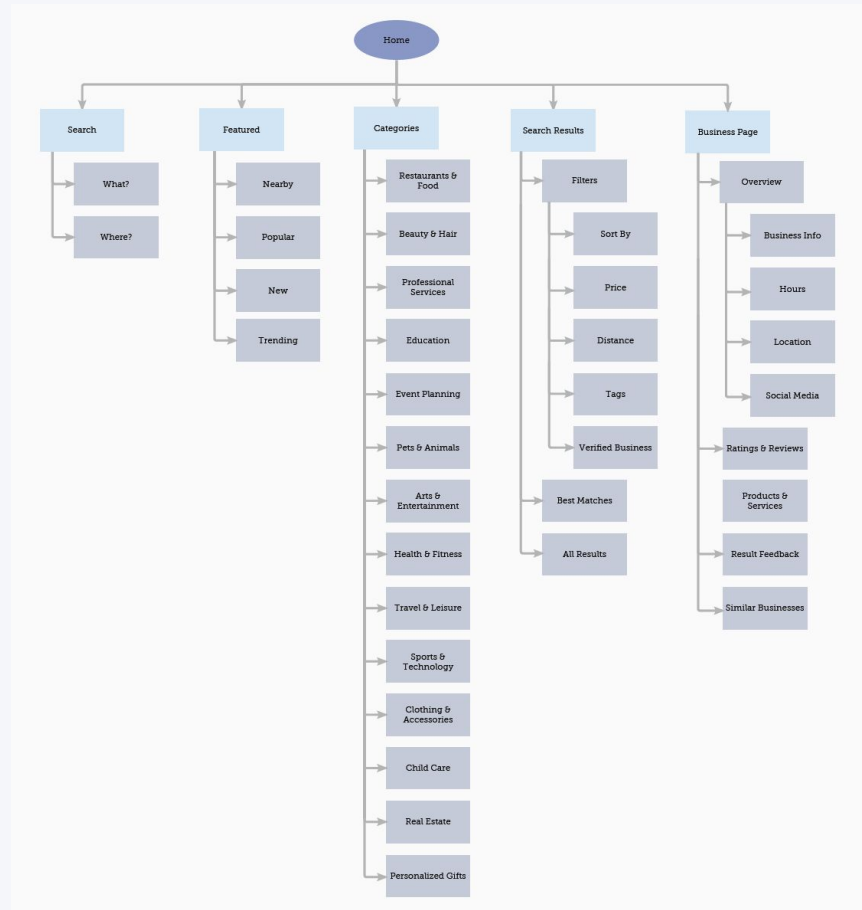 Home
Search
What?
Where?
Featured
Nearby
Popular
New
Trending
Categories
Restaurants &
Food
Beauty & Hair
Professional
Services
Education
Event Planning
Pets & Animals
Arts &
Entertainment
Health & Fitness
Travel & Leisure
Sports &
Technology
Clothing &
Accessories
Child Care
Real Estate
Personalized Gifts
Search Results
Filters
Sort By
Price
Distance
Tags
Verified Business
Best Matches
All Results
Business Page
Overview
Business Info
Hours
Location
Social Media
Ratings & Reviews
Products &
Services
Result Feedback
Similar Businesses